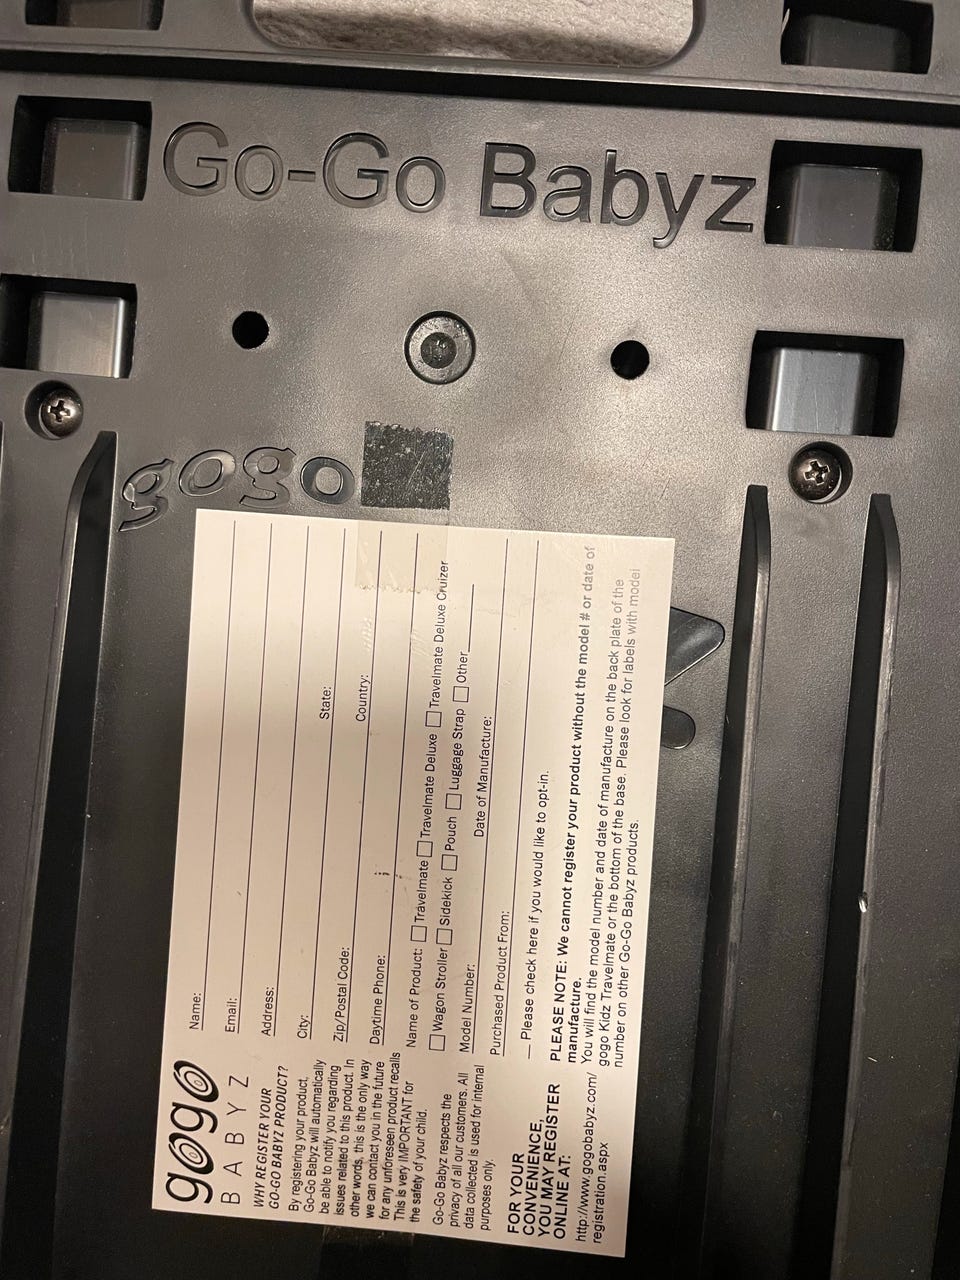 Go-Go Babyz
gogo
gogo
BABYZ
WHY REGISTER YOUR
GO-GO BABYZ PRODUCT?
By registering your product,
Go-Go Babyz will automatically
be able to notify you regarding
issues related to this product. In
other words, this is the only way
we can contact you in the future
for any unforeseen product recalls
This is very IMPORTANT for
the safety of your child.
Go-Go Babyz respects the
privacy of all our customers. All
data collected is used for internal
purposes only.
FOR YOUR
CONVENIENCE,
YOU MAY REGISTER
ONLINE AT:
http://www.gogobabyz.com/
registration.aspx
Name:
Email:
Address:
City:
State:
Zip/Postal Code:
Country:
Daytime Phone:
Name of Product: Travelmate Travelmate Deluxe Travelmate Deluxe Cruizer
Wagon Stroller Sidekick Pouch Luggage Strap Other
Model Number: Date of Manufacture:
Purchased Product From:
Please check here if you would like to opt-in.
PLEASE NOTE: We cannot register your product without the model # or date of
manufacture.
You will find the model number and date of manufacture on the back plate of the
gogo Kidz Travelmate or the bottom of the base. Please look for labels with model
number on other Go-Go Babyz products.